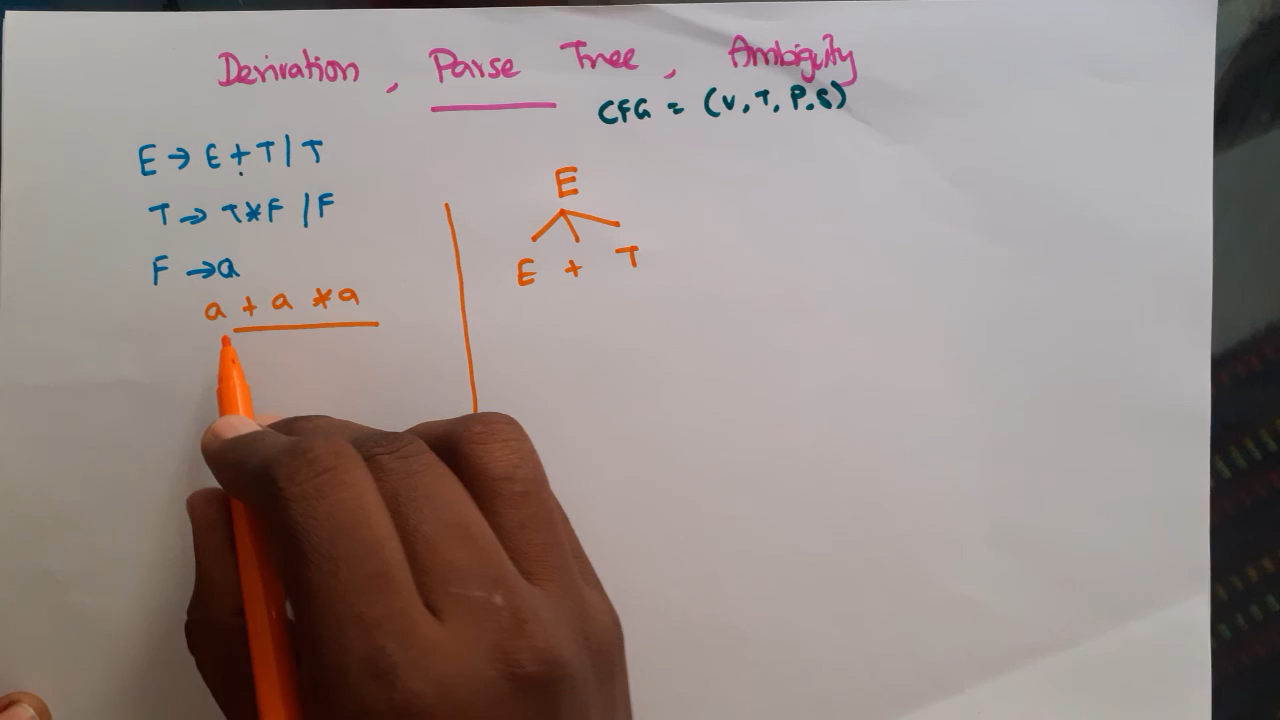 Derivation, Parse Tree, Ambiguity
CFG = (V, T, P, S)
E → E + T | T
T → T * F | F
F → a
a + a * a
E
E + T